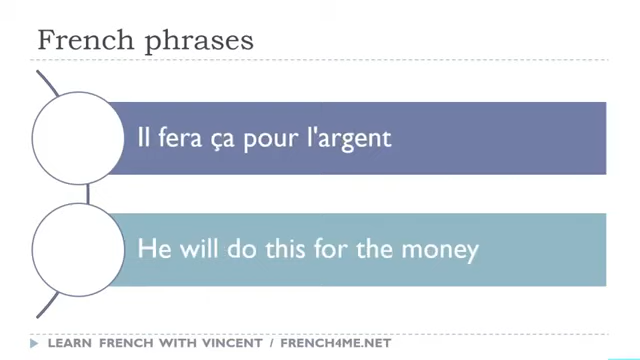 French phrases
Il fera ça pour l'argent
He will do this for the money
LEARN FRENCH WITH VINCENT / FRENCH4ME.NET